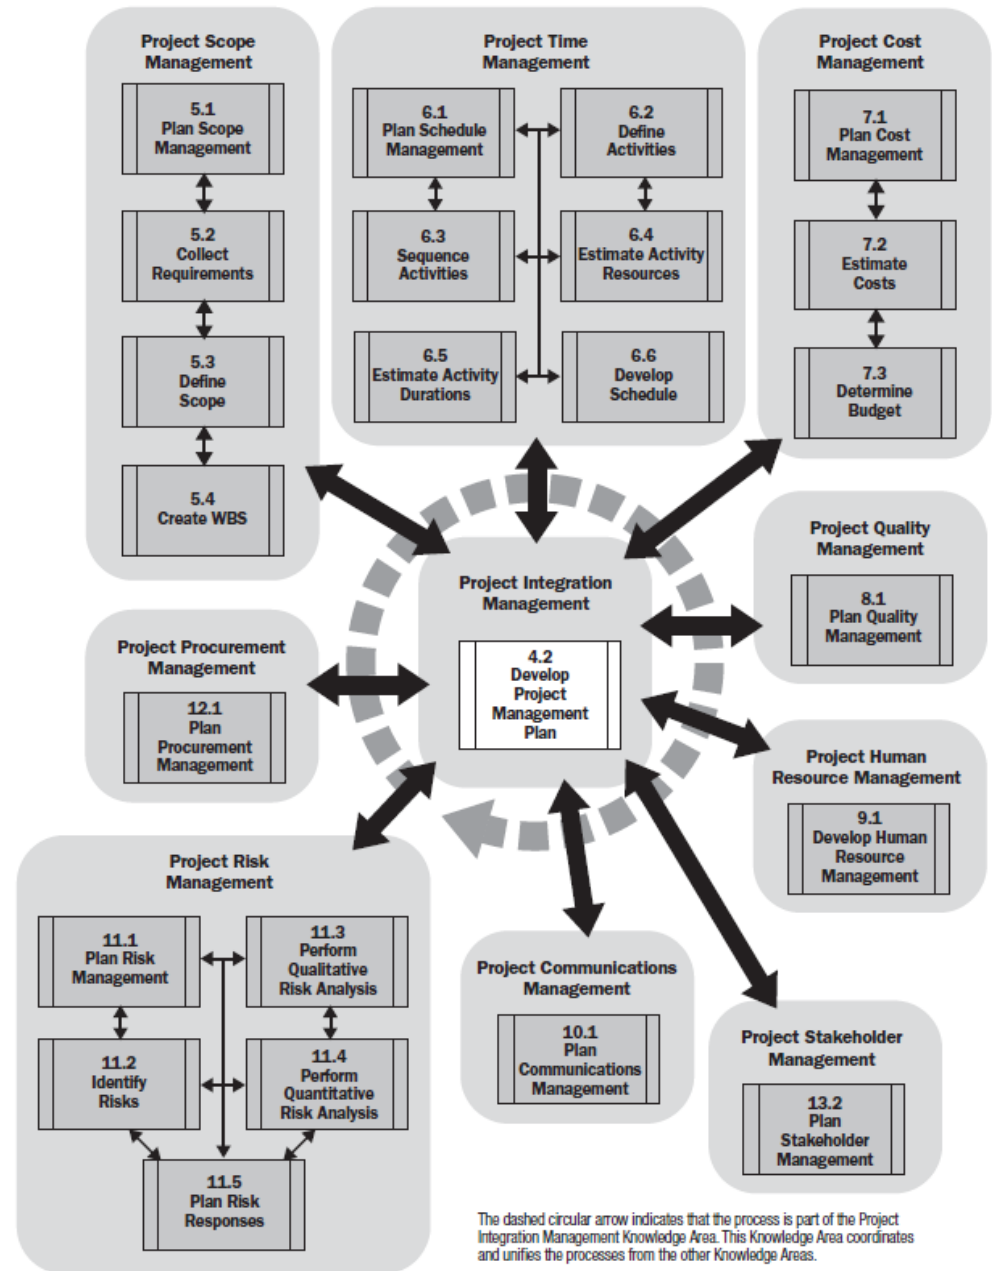 Project Scope
Management
5.1
Plan Scope
Management
5.2
Collect
Requirements
5.3
Define
Scope
5.4
Create WBS
Project Time
Management
6.1
Plan Schedule
Management
6.2
Define
Activities
6.3
Sequence
Activities
6.4
Estimate Activity
Resources
6.5
Estimate Activity
Durations
6.6
Develop
Schedule
Project Cost
Management
7.1
Plan Cost
Management
7.2
Estimate
Costs
7.3
Determine
Budget
Project Quality
Management
8.1
Plan Quality
Management
Project Integration
Management
4.2
Develop
Project
Management
Plan
Project Procurement
Management
12.1
Plan
Procurement
Management
Project Human
Resource Management
9.1
Develop Human
Resource
Management
Project Risk
Management
11.1
Plan Risk
Management
11.3
Perform
Qualitative
Risk Analysis
11.2
Identify
Risks
11.4
Perform
Quantitative
Risk Analysis
11.5
Plan Risk
Responses
Project Communications
Management
10.1
Plan
Communications
Management
Project Stakeholder
Management
13.2
Plan
Stakeholder
Management
The dashed circular arrow indicates that the process is part of the Project
Integration Management Knowledge Area. This Knowledge Area coordinates
and unifies the processes from the other Knowledge Areas.